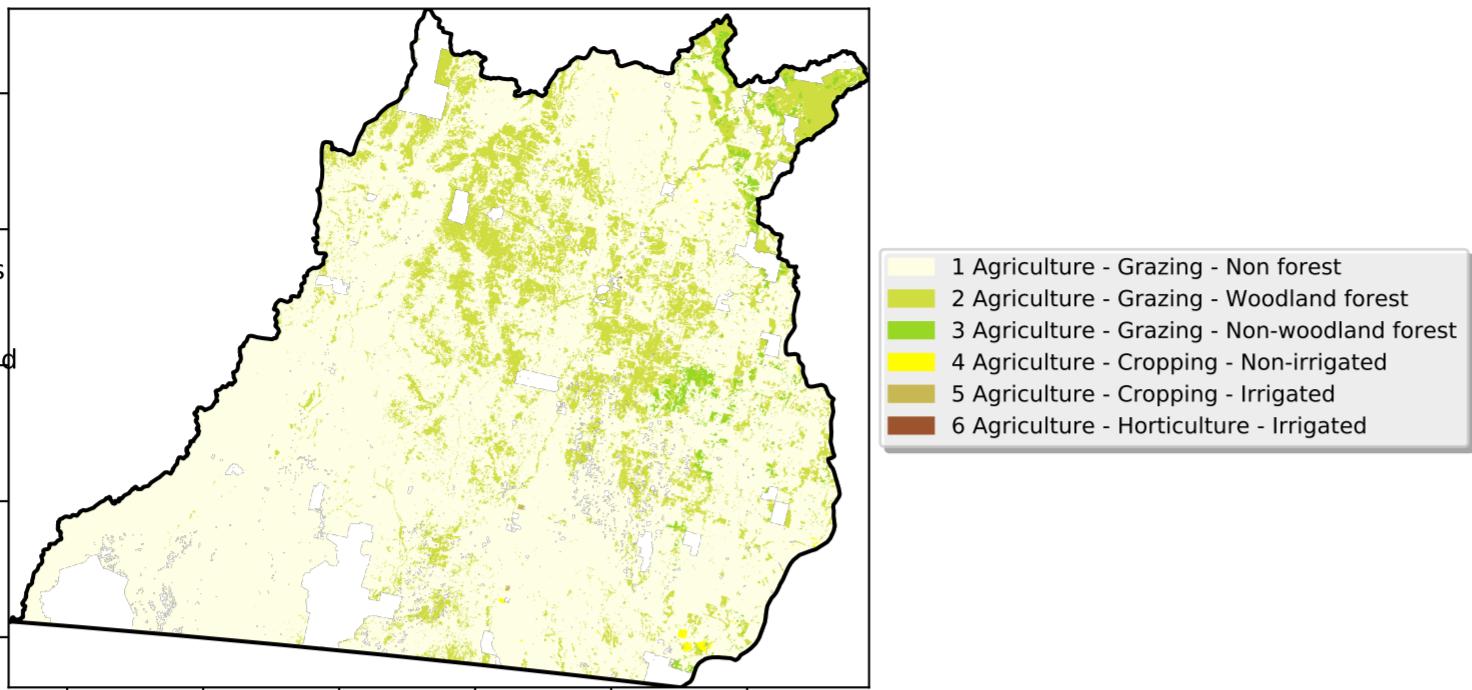 s
d
1 Agriculture - Grazing - Non forest
2 Agriculture - Grazing - Woodland forest
3 Agriculture - Grazing - Non-woodland forest
4 Agriculture - Cropping - Non-irrigated
5 Agriculture - Cropping - Irrigated
6 Agriculture - Horticulture - Irrigated